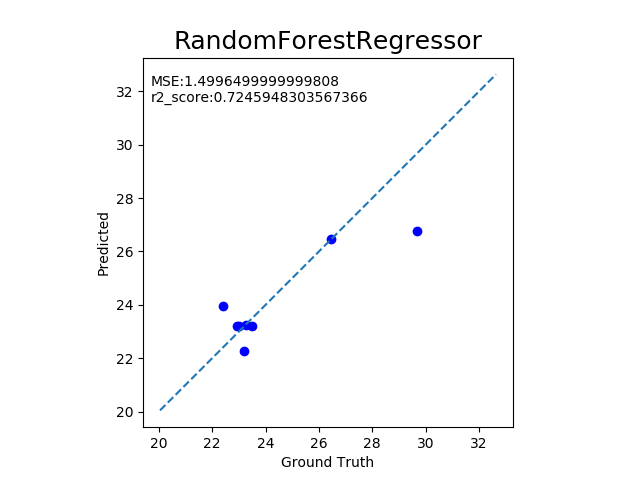 RandomForestRegressor
MSE:1.4996499999999808
r2_score:0.7245948303567366
32
30
28
26
24
22
20
Predicted
20 22 24 26 28 30 32
Ground Truth